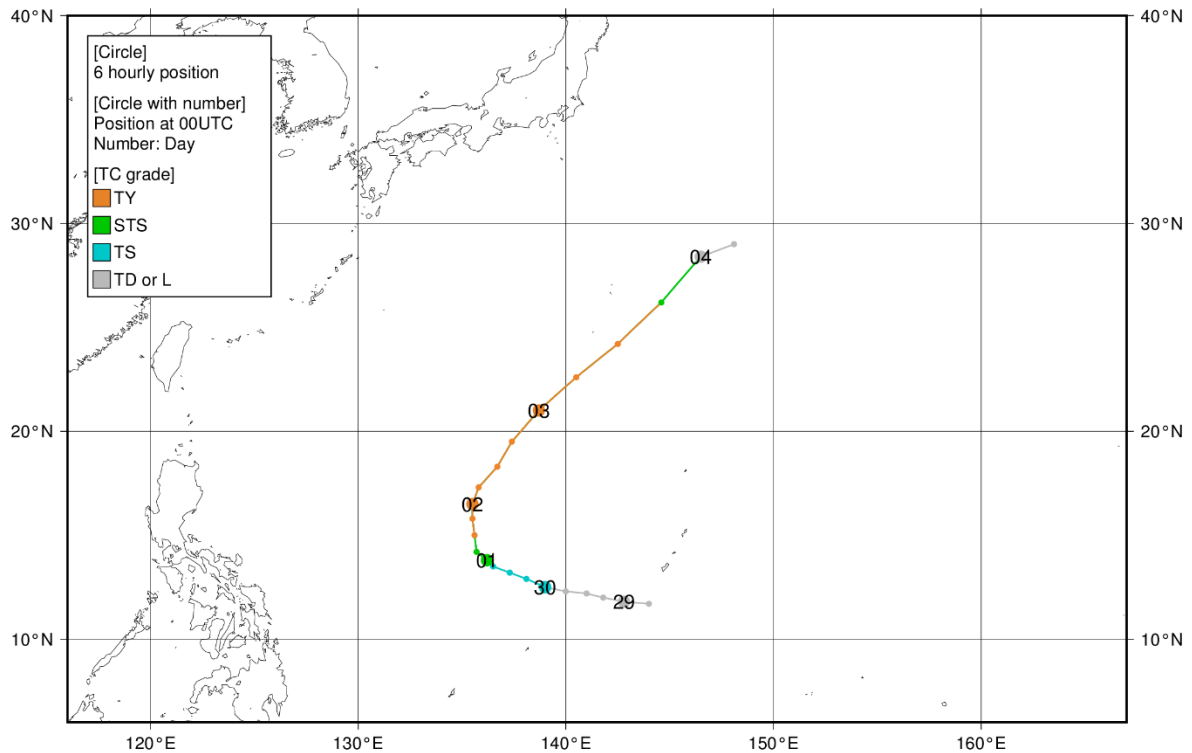 40°N
40°N
[Circle]
6 hourly position
[Circle with number]
Position at 00UTC
Number: Day
[TC grade]
TY
STS
TS
TD or L
30°N
30°N
04
03
20°N
20°N
02
01
30
29
10°N
10°N
120°E
130°E
140°E
150°E
160°E